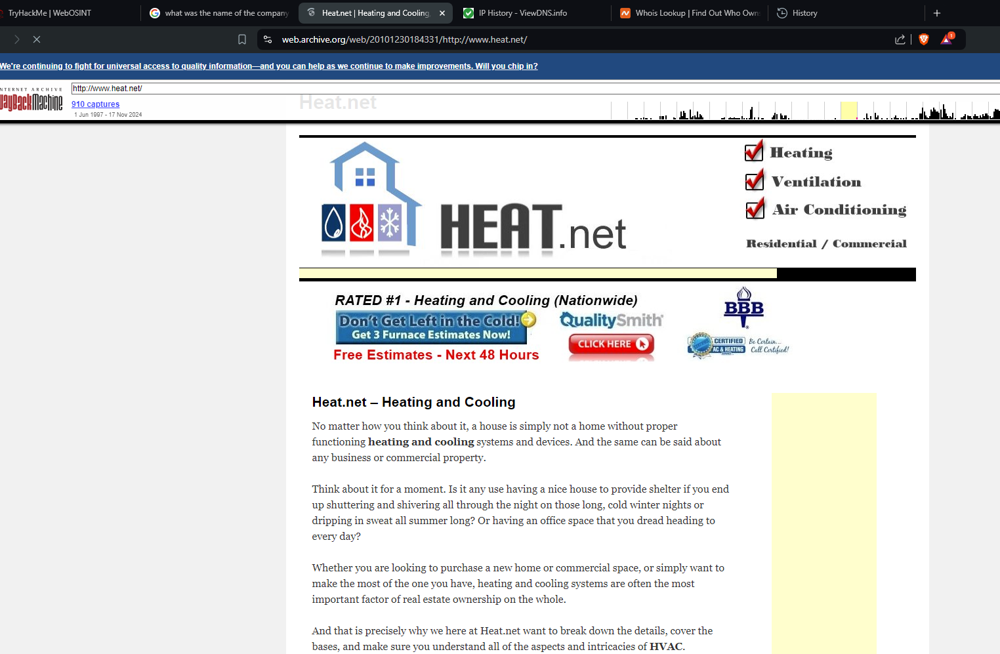 TryHackMe | WebOSINT
what was the name of the company
Heat.net | Heating and Cooling
IP History - ViewDNS.info
Whois Lookup | Find Out Who Own
History
web.archive.org/web/20101230184331/http://www.heat.net/
1
We're continuing to fight for universal access to quality information—and you can help as we continue to make improvements. Will you chip in?
NTERNET ARCHIVE
WayBackMachine
http://www.heat.net/
910 captures
1 Jun 1997 - 17 Nov 2024
Heat.net
HEAT.net
Heating
Ventilation
Air Conditioning
Residential / Commercial
RATED #1 - Heating and Cooling (Nationwide)
Don't Get Left in the Cold!
Get 3 Furnace Estimates Now!
Free Estimates - Next 48 Hours
QualitySmith
CLICK HERE
BBB
CERTIFIED
AC & HEATING
Be Certain...
Call Certified!
Heat.net – Heating and Cooling
No matter how you think about it, a house is simply not a home without proper
functioning heating and cooling systems and devices. And the same can be said about
any business or commercial property.
Think about it for a moment. Is it any use having a nice house to provide shelter if you end
up shuttering and shivering all through the night on those long, cold winter nights or
dripping in sweat all summer long? Or having an office space that you dread heading to
every day?
Whether you are looking to purchase a new home or commercial space, or simply want to
make the most of the one you have, heating and cooling systems are often the most
important factor of real estate ownership on the whole.
And that is precisely why we here at Heat.net want to break down the details, cover the
bases, and make sure you understand all of the aspects and intricacies of HVAC.